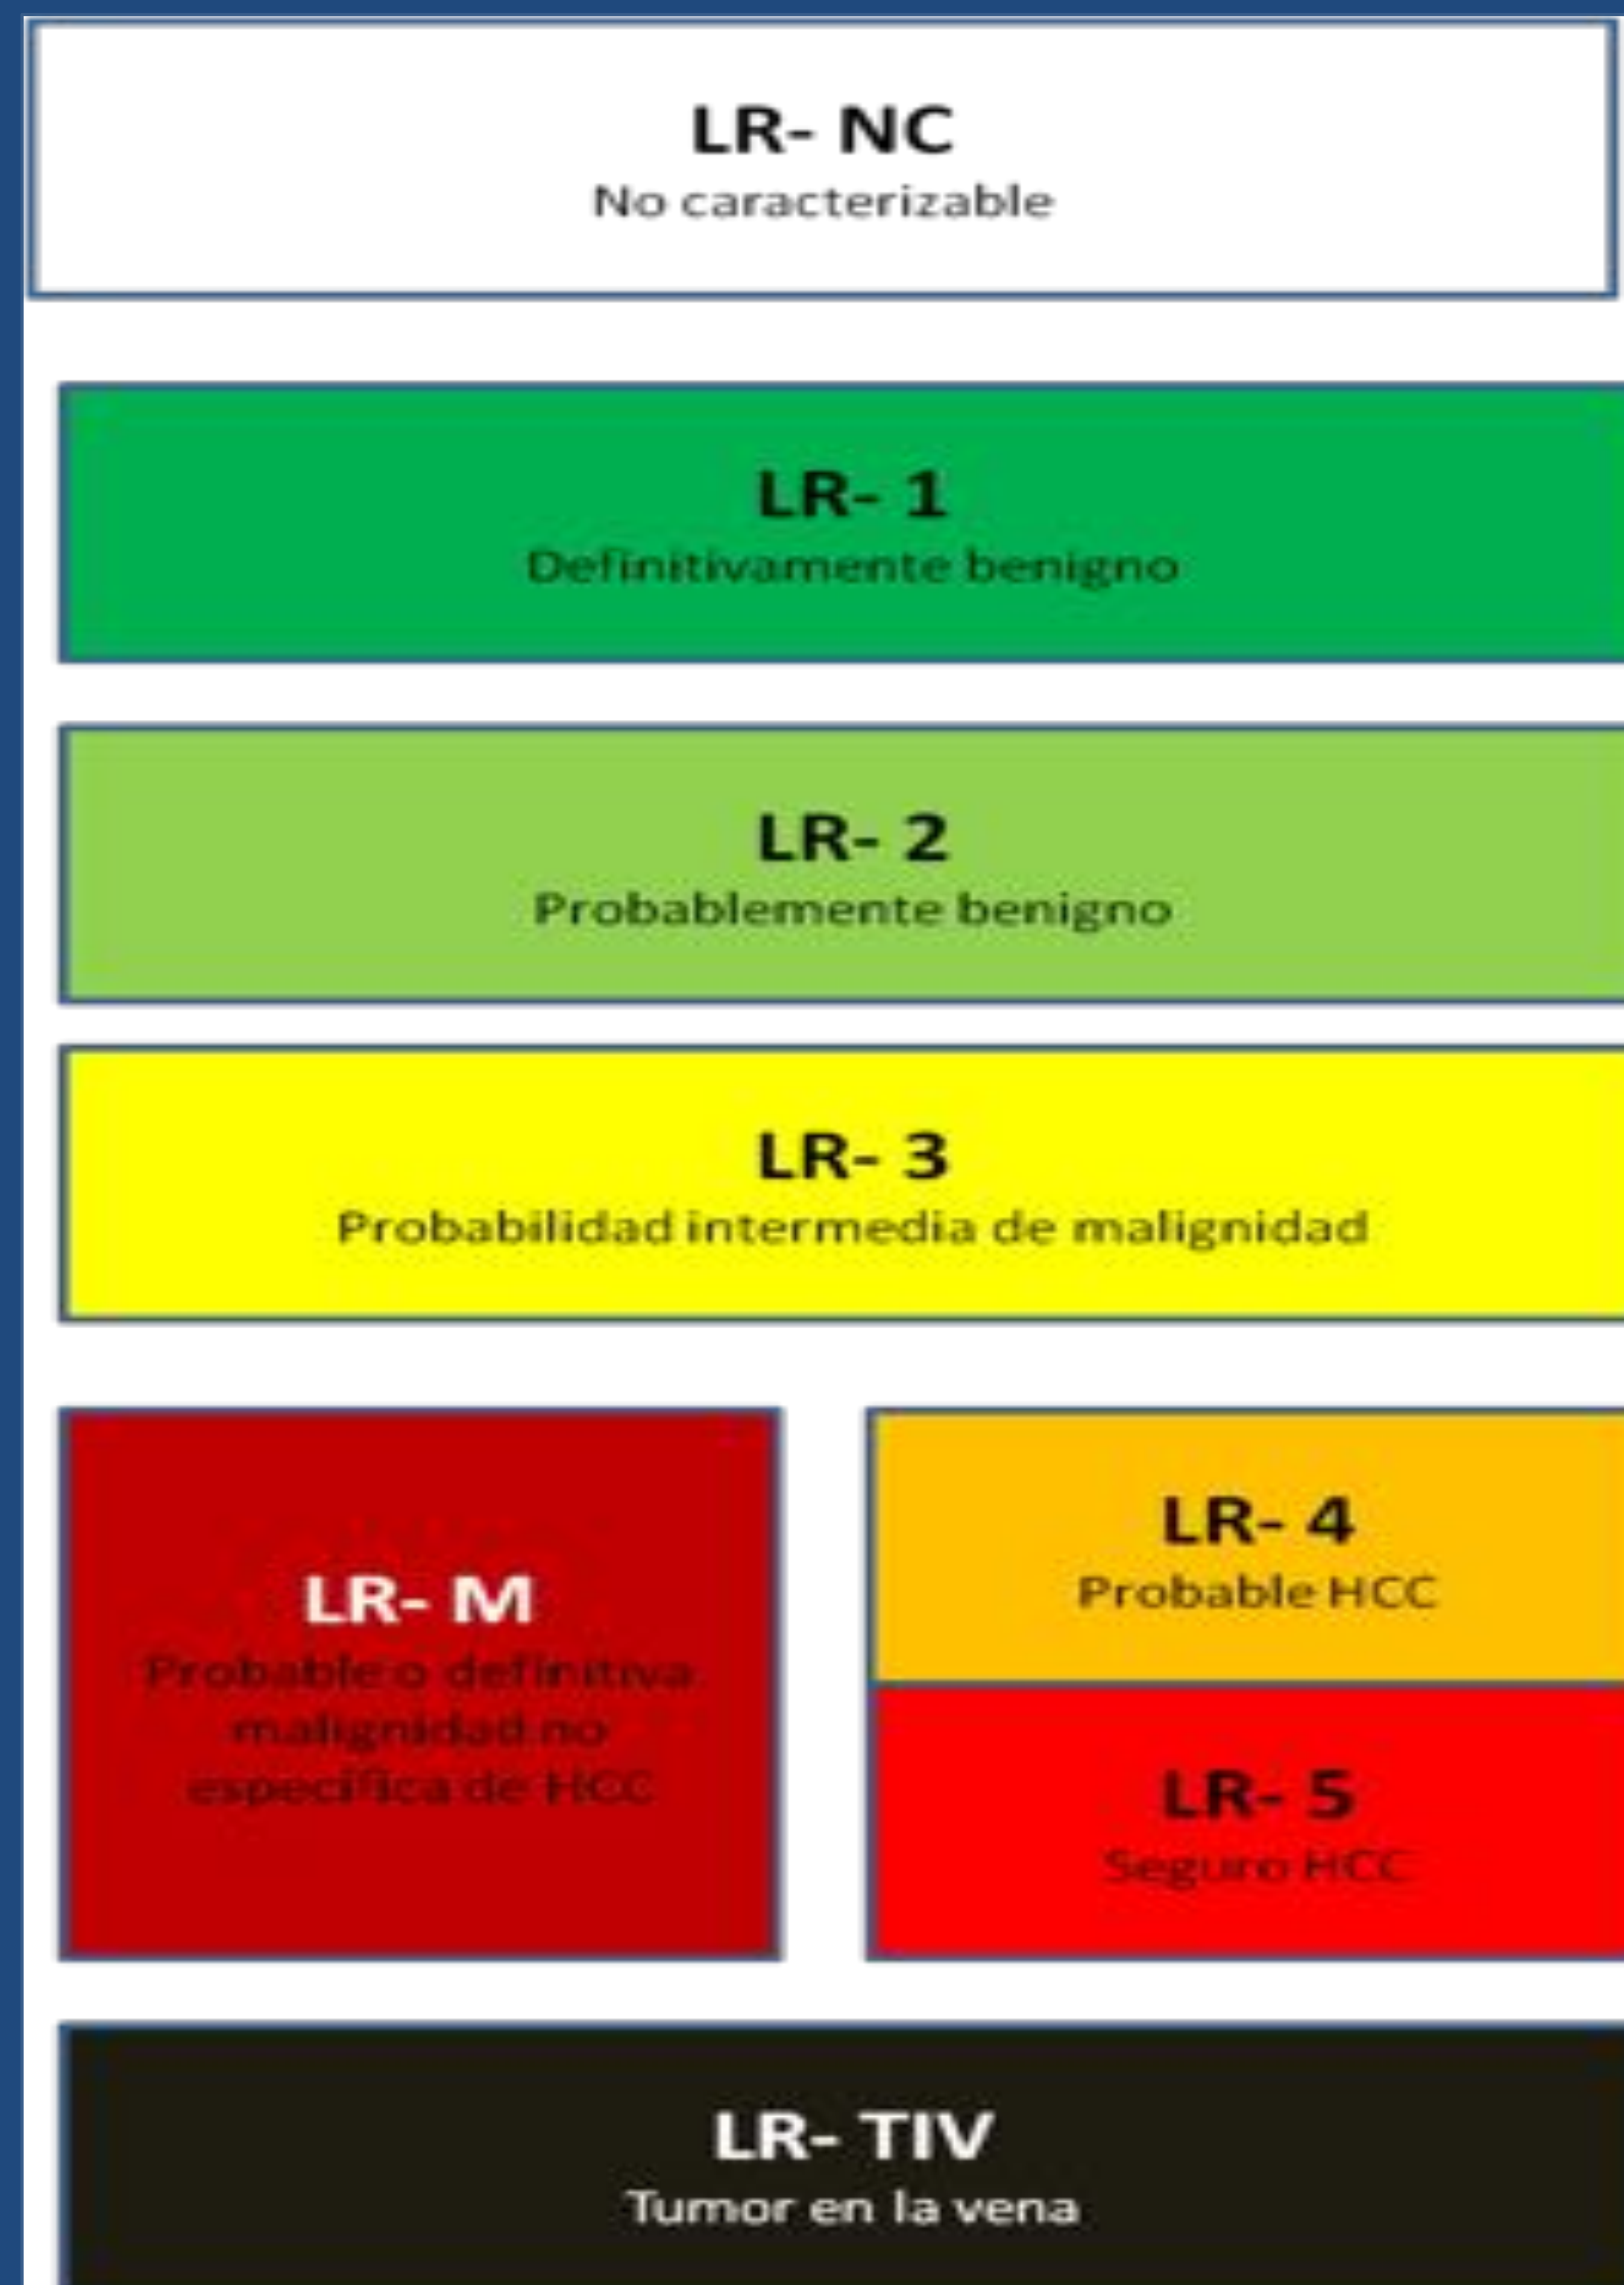 LR- NC
No caracterizable
LR- 1
Definitivamente benigno
LR- 2
Probablemente benigno
LR- 3
Probabilidad intermedia de malignidad
LR- M
Probable o definitiva
malignidad no
específica de HCC
LR- 4
Probable HCC
LR- 5
Seguro HCC
LR- TIV
Tumor en la vena